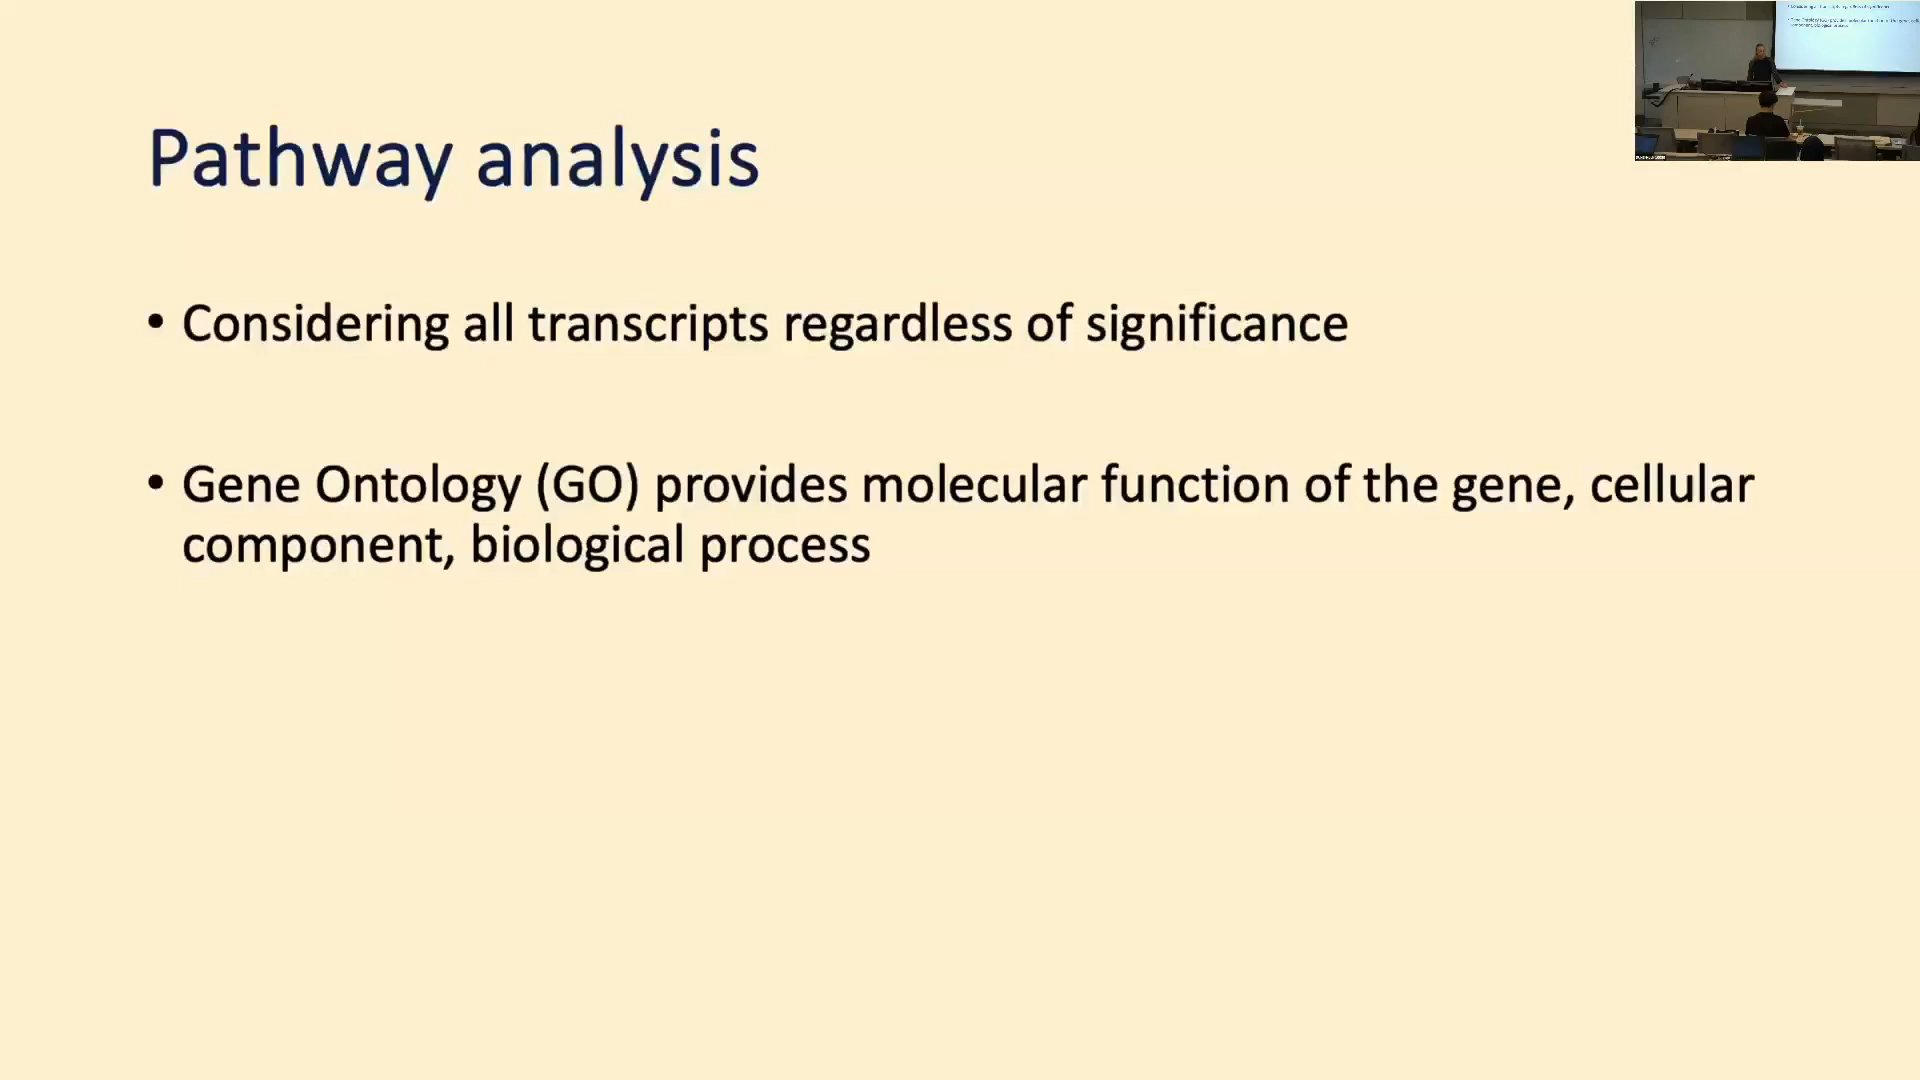 Pathway analysis
• Considering all transcripts regardless of significance
• Gene Ontology (GO) provides molecular function of the gene, cellular
component, biological process